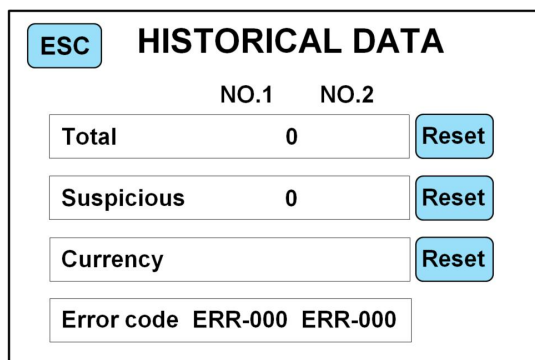 ESC HISTORICAL DATA
NO.1 NO.2
Total 0 Reset
Suspicious 0 Reset
Currency Reset
Error code ERR-000 ERR-000